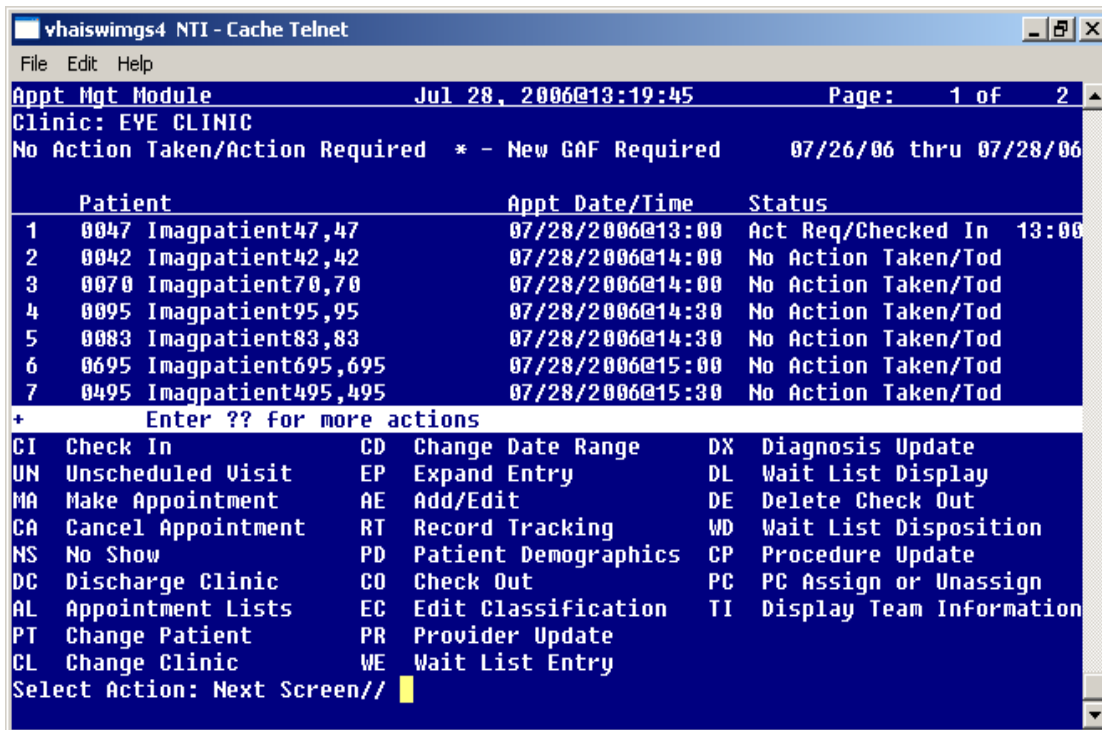 vhaiswimgs4 NTI - Cache Telnet
File Edit Help
Appt Mgt Module Jul 28, 2006@13:19:45 Page: 1 of 2
Clinic: EYE CLINIC
No Action Taken/Action Required * - New GAF Required 07/26/06 thru 07/28/06
Patient Appt Date/Time Status
1 0047 Imagpatient47,47 07/28/2006@13:00 Act Req/Checked In 13:00
2 0042 Imagpatient42,42 07/28/2006@14:00 No Action Taken/Tod
3 0070 Imagpatient70,70 07/28/2006@14:00 No Action Taken/Tod
4 0095 Imagpatient95,95 07/28/2006@14:30 No Action Taken/Tod
5 0083 Imagpatient83,83 07/28/2006@14:30 No Action Taken/Tod
6 0695 Imagpatient695,695 07/28/2006@15:00 No Action Taken/Tod
7 0495 Imagpatient495,495 07/28/2006@15:30 No Action Taken/Tod
+ Enter ?? for more actions
CI Check In CD Change Date Range DX Diagnosis Update
UN Unscheduled Visit EP Expand Entry DL Wait List Display
MA Make Appointment AE Add/Edit DE Delete Check Out
CA Cancel Appointment RT Record Tracking WD Wait List Disposition
NS No Show PD Patient Demographics CP Procedure Update
DC Discharge Clinic CO Check Out PC PC Assign or Unassign
AL Appointment Lists EC Edit Classification TI Display Team Information
PT Change Patient PR Provider Update
CL Change Clinic WE Wait List Entry
Select Action: Next Screen//